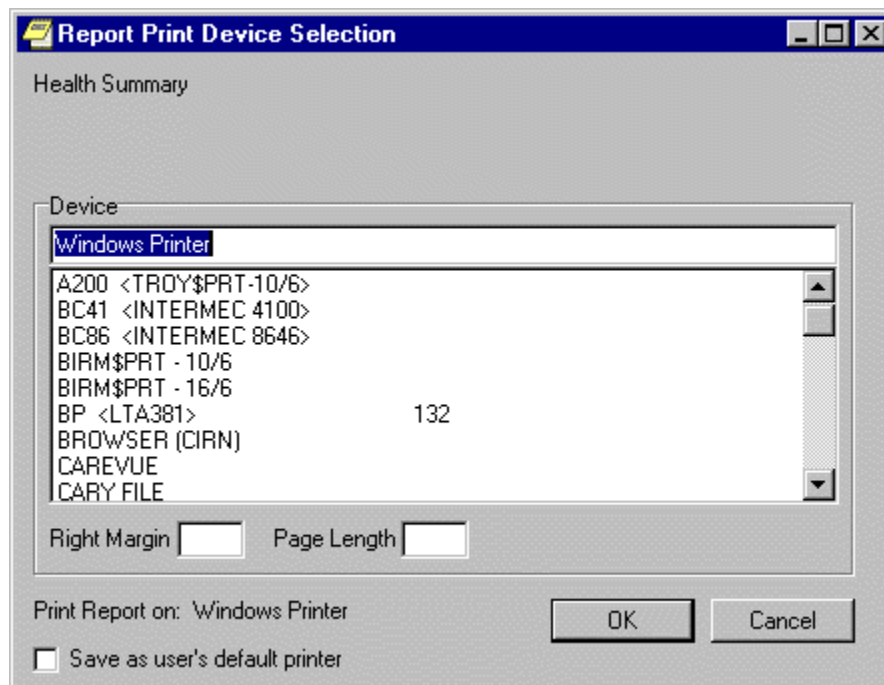 Report Print Device Selection
Health Summary
Device
Windows Printer
A200 <TROY$PRT-10/6>
BC41 <INTERMEC 4100>
BC86 <INTERMEC 8646>
BIRM$PRT - 10/6
BIRM$PRT - 16/6
BP <LTA381> 132
BROWSER (CIRN)
CAREVUE
CARY FILE
Right Margin Page Length
Print Report on: Windows Printer OK Cancel
Save as user's default printer